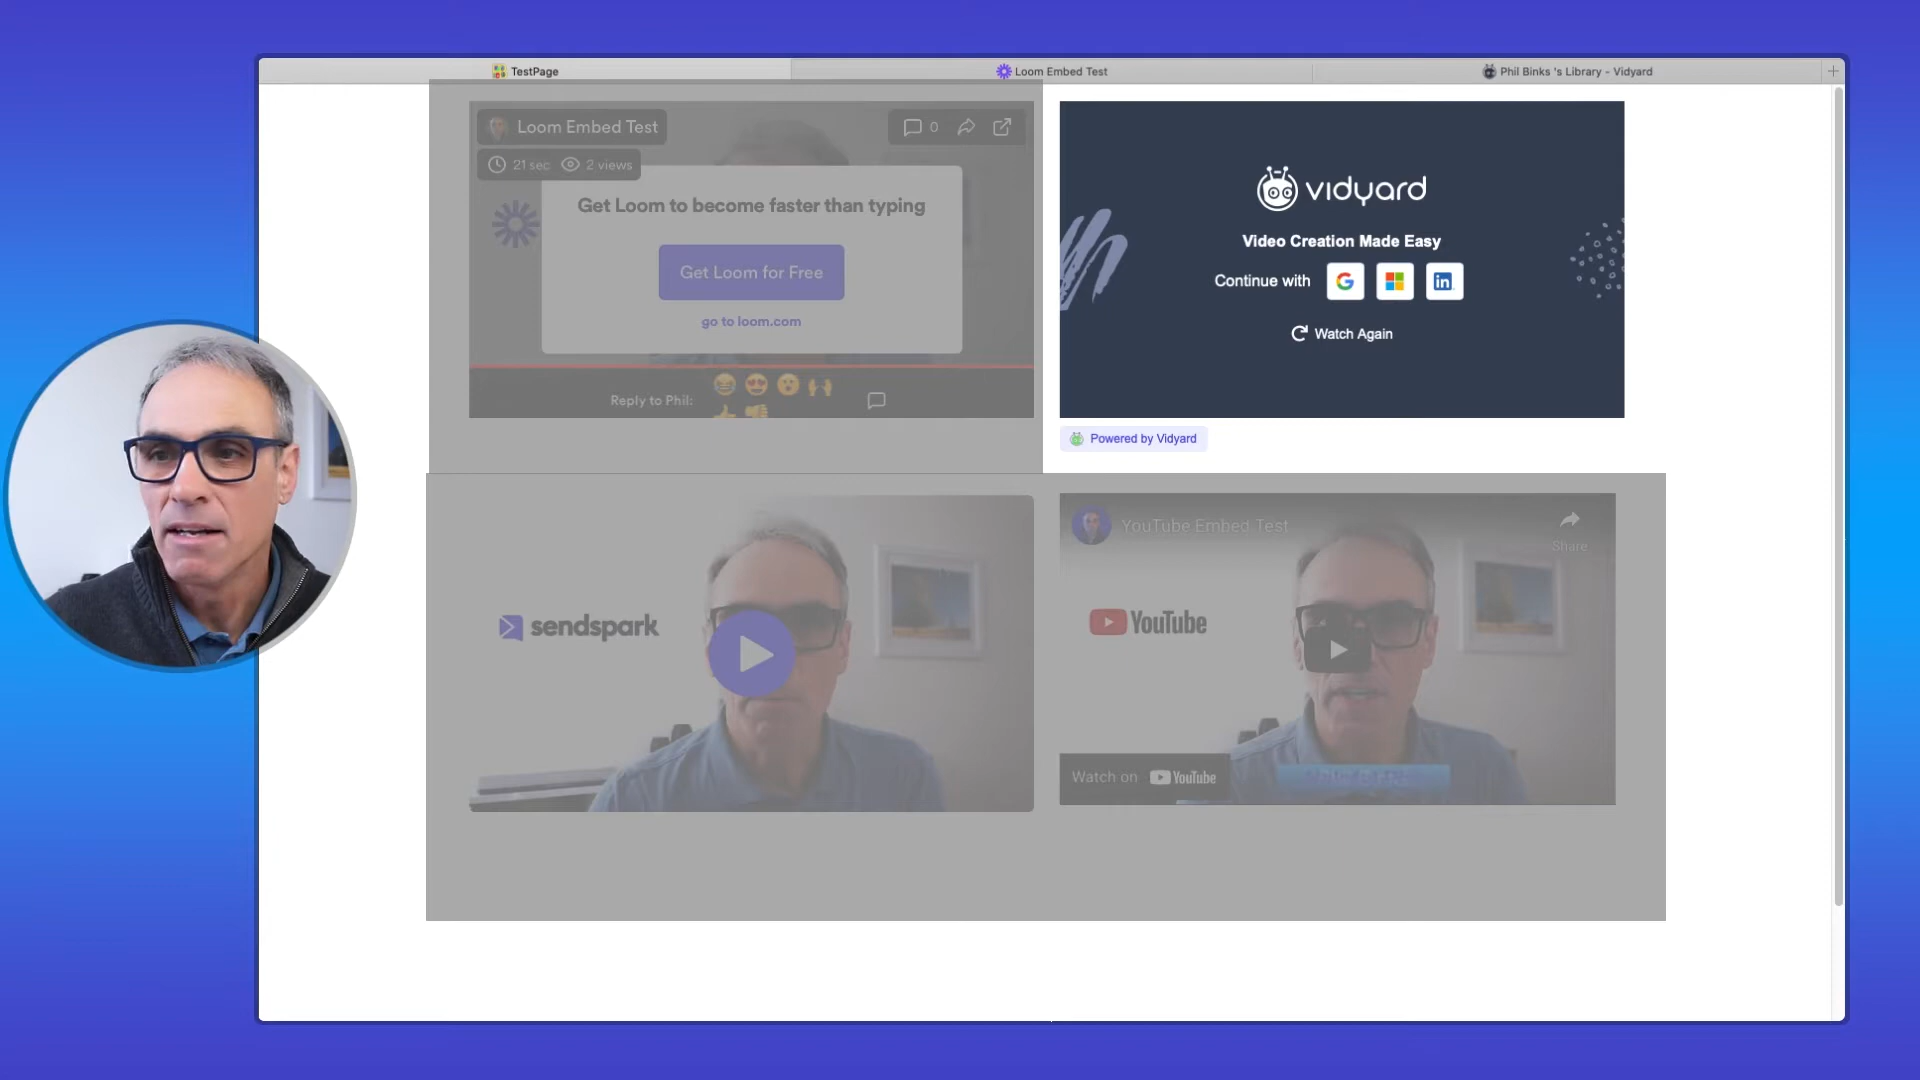 TestPage
Loom Embed Test
Phil Binks 's Library - Vidyard
Loom Embed Test
0
21 sec
2 views
Get Loom to become faster than typing
Get Loom for Free
go to loom.com
Reply to Phil:
vidyard
Video Creation Made Easy
Continue with
Watch Again
Powered by Vidyard
sendspark
YouTube Embed Test
Share
YouTube
Watch on YouTube